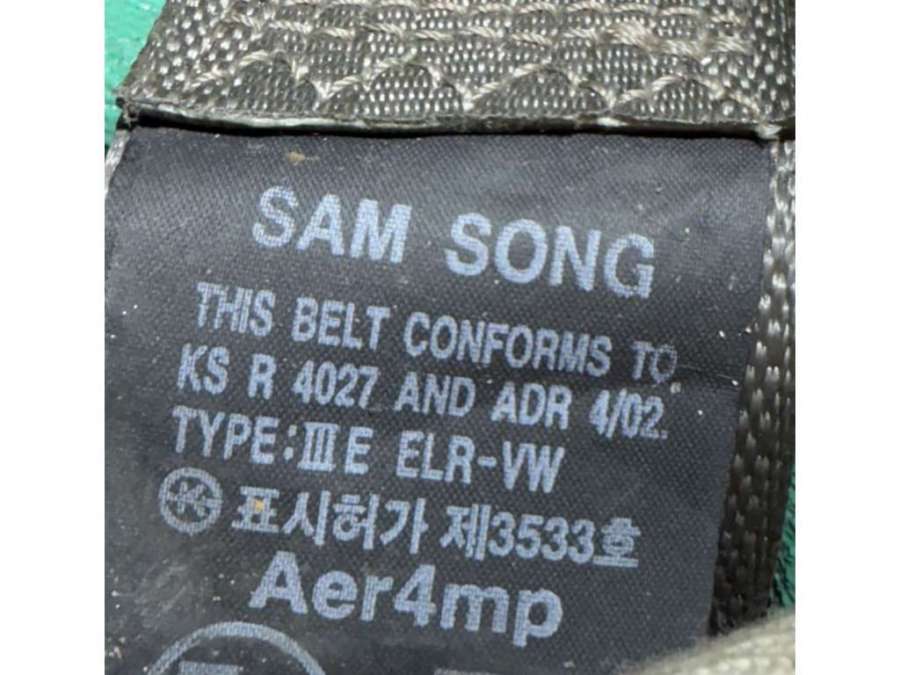 SAM SONG
THIS BELT CONFORMS TO
KS R 4027 AND ADR 4/02.
TYPE:ⅢE ELR-VW
표시허가 제3533호
Aer4mp